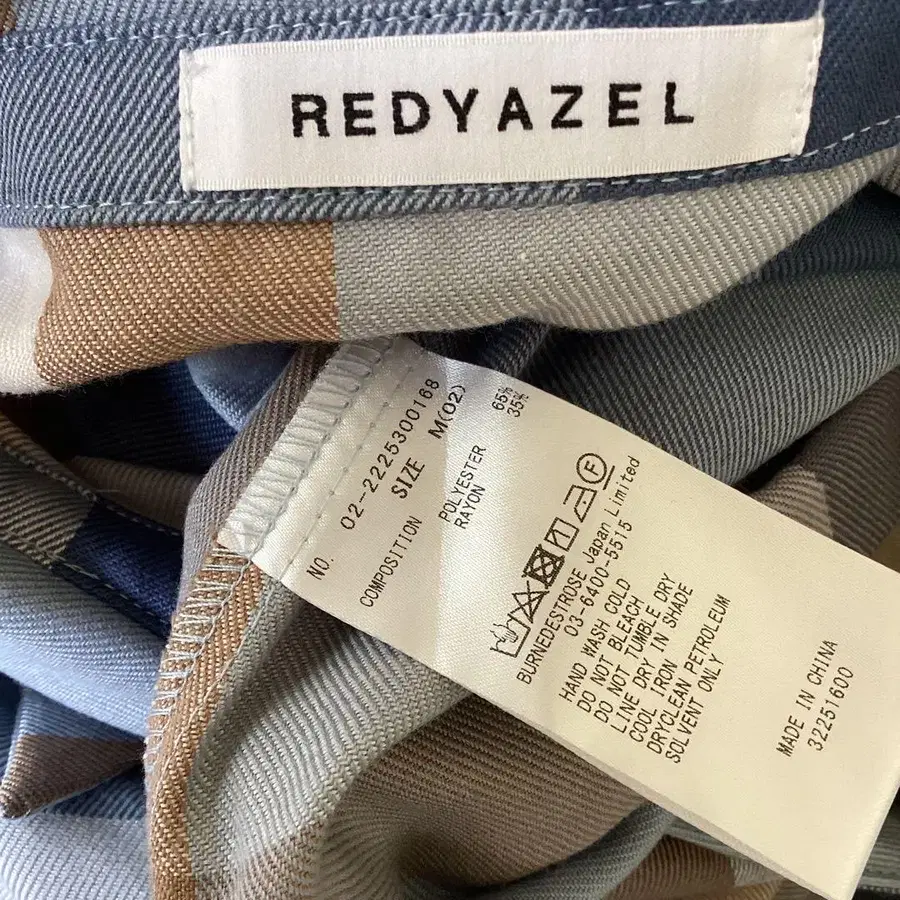 REDYAZEL
NO. 02-2225300168
SIZE M(02)
COMPOSITION
POLYESTER 65%
RAYON 35%
F
BURNEDESTROSE Japan Limited
03-6400-5515
HAND WASH COLD
DO NOT BLEACH
DO NOT TUMBLE DRY
LINE DRY IN SHADE
COOL IRON
DRYCLEAN PETROLEUM
SOLVENT ONLY
MADE IN CHINA
32251600